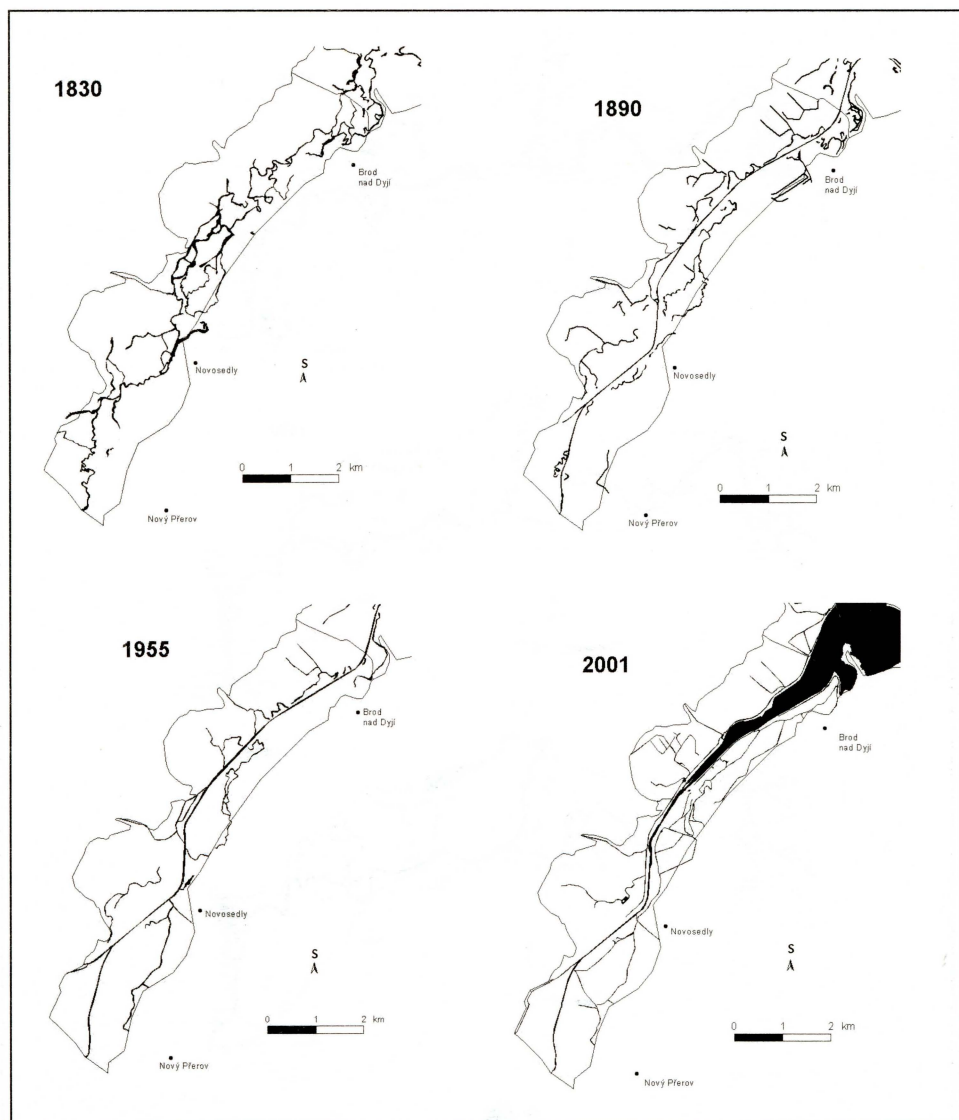 1830
Brod
nad Dyjí
Novosedly
S
0 1 2 km
Nový Přerov
1890
Brod
nad Dyjí
Novosedly
S
0 1 2 km
Nový Přerov
1955
Brod
nad Dyjí
Novosedly
S
0 1 2 km
Nový Přerov
2001
Brod
nad Dyjí
Novosedly
S
0 1 2 km
Nový Přerov